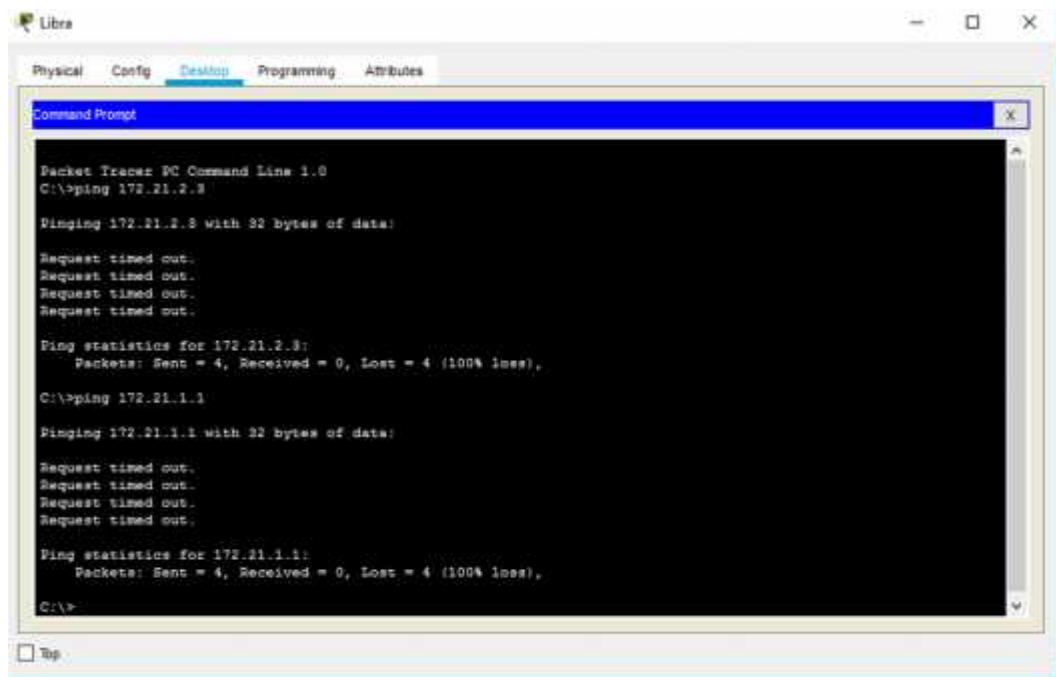 Libra
Physical Config Desktop Programming Attributes
Command Prompt
X
Packet Tracer PC Command Line 1.0
C:\>ping 172.21.2.3
Pinging 172.21.2.3 with 32 bytes of data:
Request timed out.
Request timed out.
Request timed out.
Request timed out.
Ping statistics for 172.21.2.3:
Packets: Sent = 4, Received = 0, Lost = 4 (100% loss),
C:\>ping 172.21.1.1
Pinging 172.21.1.1 with 32 bytes of data:
Request timed out.
Request timed out.
Request timed out.
Request timed out.
Ping statistics for 172.21.1.1:
Packets: Sent = 4, Received = 0, Lost = 4 (100% loss),
C:\>
Top